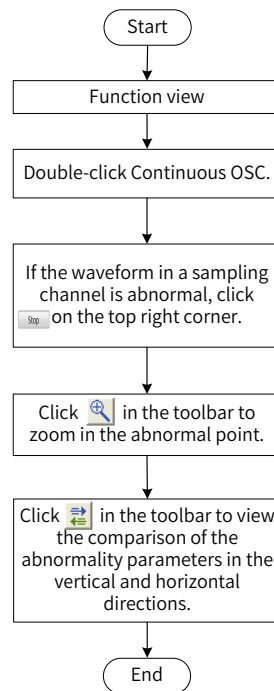 Start
Function view
Double-click Continuous OSC.
If the waveform in a sampling
channel is abnormal, click
Stop on the top right corner.
Click in the toolbar to
zoom in the abnormal point.
Click in the toolbar to view
the comparison of the
abnormality parameters in the
vertical and horizontal
directions.
End